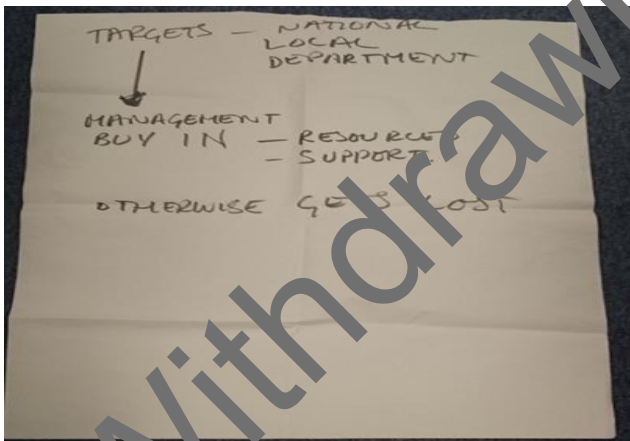 TARGETS — NATIONAL
LOCAL
DEPARTMENT
MANAGEMENT
BUY IN — RESOURCES
- SUPPORT
OTHERWISE GETS LOST
withdrawn